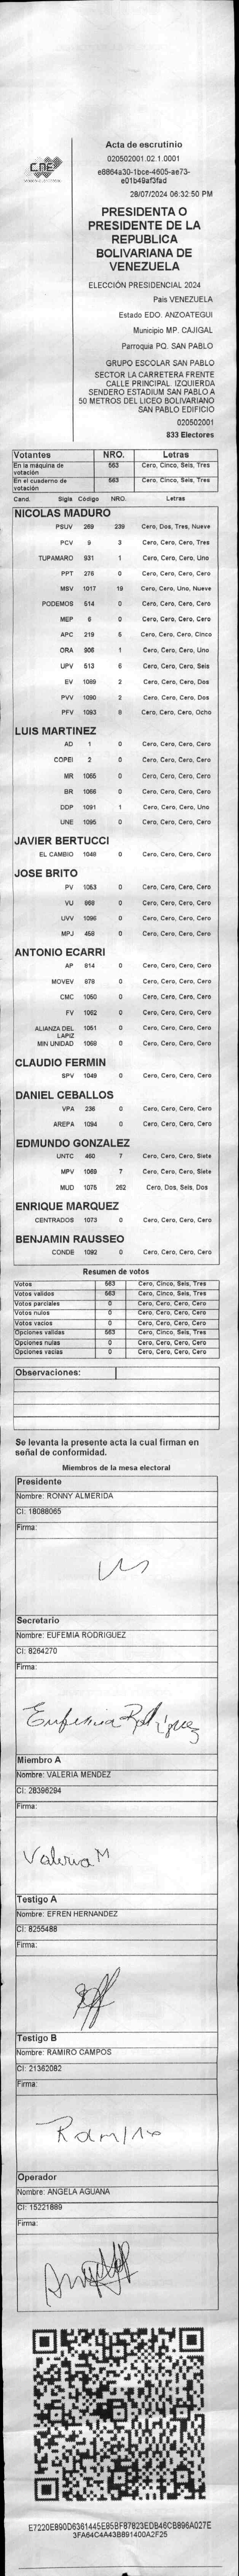 CNE
Acta de escrutinio
020502001.02.1.0001
e8864a30-1bce-4605-ae73-
e01b49af3fad
28/07/2024 06:32:50 PM
PRESIDENTA O
PRESIDENTE DE LA
REPUBLICA
BOLIVARIANA DE
VENEZUELA
ELECCIÓN PRESIDENCIAL 2024
Pais VENEZUELA
Estado EDO. ANZOATEGUI
Municipio MP. CAJIGAL
Parroquia PQ. SAN PABLO
GRUPO ESCOLAR SAN PABLO
SECTOR LA CARRETERA FRENTE
CALLE PRINCIPAL IZQUIERDA
SENDERO ESTADIUM SAN PABLO A
50 METROS DEL LICEO BOLIVARIANO
SAN PABLO EDIFICIO
020502001
833 Electores
Votantes NRO. Letras
En la máquina de votación 563 Cero, Cinco, Seis, Tres
En el cuaderno de votación 563 Cero, Cinco, Seis, Tres
Cand. Sigla Código NRO. Letras
NICOLAS MADURO
PSUV 269 239 Cero, Dos, Tres, Nueve
PCV 9 3 Cero, Cero, Cero, Tres
TUPAMARO 931 1 Cero, Cero, Cero, Uno
PPT 276 0 Cero, Cero, Cero, Cero
MSV 1017 19 Cero, Cero, Uno, Nueve
PODEMOS 514 0 Cero, Cero, Cero, Cero
MEP 6 0 Cero, Cero, Cero, Cero
APC 219 5 Cero, Cero, Cero, Cinco
ORA 906 1 Cero, Cero, Cero, Uno
UPV 513 6 Cero, Cero, Cero, Seis
EV 1089 2 Cero, Cero, Cero, Dos
PVV 1090 2 Cero, Cero, Cero, Dos
PFV 1093 8 Cero, Cero, Cero, Ocho
LUIS MARTINEZ
AD 1 0 Cero, Cero, Cero, Cero
COPEI 2 0 Cero, Cero, Cero, Cero
MR 1065 0 Cero, Cero, Cero, Cero
BR 1066 0 Cero, Cero, Cero, Cero
DDP 1091 1 Cero, Cero, Cero, Uno
UNE 1095 0 Cero, Cero, Cero, Cero
JAVIER BERTUCCI
EL CAMBIO 1048 0 Cero, Cero, Cero, Cero
JOSE BRITO
PV 1053 0 Cero, Cero, Cero, Cero
VU 868 0 Cero, Cero, Cero, Cero
UVV 1096 0 Cero, Cero, Cero, Cero
MPJ 456 0 Cero, Cero, Cero, Cero
ANTONIO ECARRI
AP 814 0 Cero, Cero, Cero, Cero
MOVEV 878 0 Cero, Cero, Cero, Cero
CMC 1050 0 Cero, Cero, Cero, Cero
FV 1062 0 Cero, Cero, Cero, Cero
ALIANZA DEL LAPIZ 1051 0 Cero, Cero, Cero, Cero
MIN UNIDAD 1068 0 Cero, Cero, Cero, Cero
CLAUDIO FERMIN
SPV 1049 0 Cero, Cero, Cero, Cero
DANIEL CEBALLOS
VPA 236 0 Cero, Cero, Cero, Cero
AREPA 1094 0 Cero, Cero, Cero, Cero
EDMUNDO GONZALEZ
UNTC 460 7 Cero, Cero, Cero, Siete
MPV 1069 7 Cero, Cero, Cero, Siete
MUD 1075 262 Cero, Dos, Seis, Dos
ENRIQUE MARQUEZ
CENTRADOS 1073 0 Cero, Cero, Cero, Cero
BENJAMIN RAUSSEO
CONDE 1092 0 Cero, Cero, Cero, Cero
Resumen de votos
Votos 563 Cero, Cinco, Seis, Tres
Votos validos 563 Cero, Cinco, Seis, Tres
Votos parciales 0 Cero, Cero, Cero, Cero
Votos nulos 0 Cero, Cero, Cero, Cero
Votos vacios 0 Cero, Cero, Cero, Cero
Opciones validas 563 Cero, Cinco, Seis, Tres
Opciones nulas 0 Cero, Cero, Cero, Cero
Opciones vacias 0 Cero, Cero, Cero, Cero
Observaciones:
Se levanta la presente acta la cual firman en
señal de conformidad.
Miembros de la mesa electoral
Presidente
Nombre: RONNY ALMERIDA
CI: 18088065
Firma:
Secretario
Nombre: EUFEMIA RODRIGUEZ
CI: 8264270
Firma:
Eufemia Rodriguez
Miembro A
Nombre: VALERIA MENDEZ
CI: 28396294
Firma:
Valeria M
Testigo A
Nombre: EFREN HERNANDEZ
CI: 8255488
Firma:
Testigo B
Nombre: RAMIRO CAMPOS
CI: 21362082
Firma:
Ramiro
Operador
Nombre: ANGELA AGUANA
CI: 15221889
Firma:
E7220E890D6361445E85BF87823EDB46CB896A027E
3FA64C4A43B891400A2F25